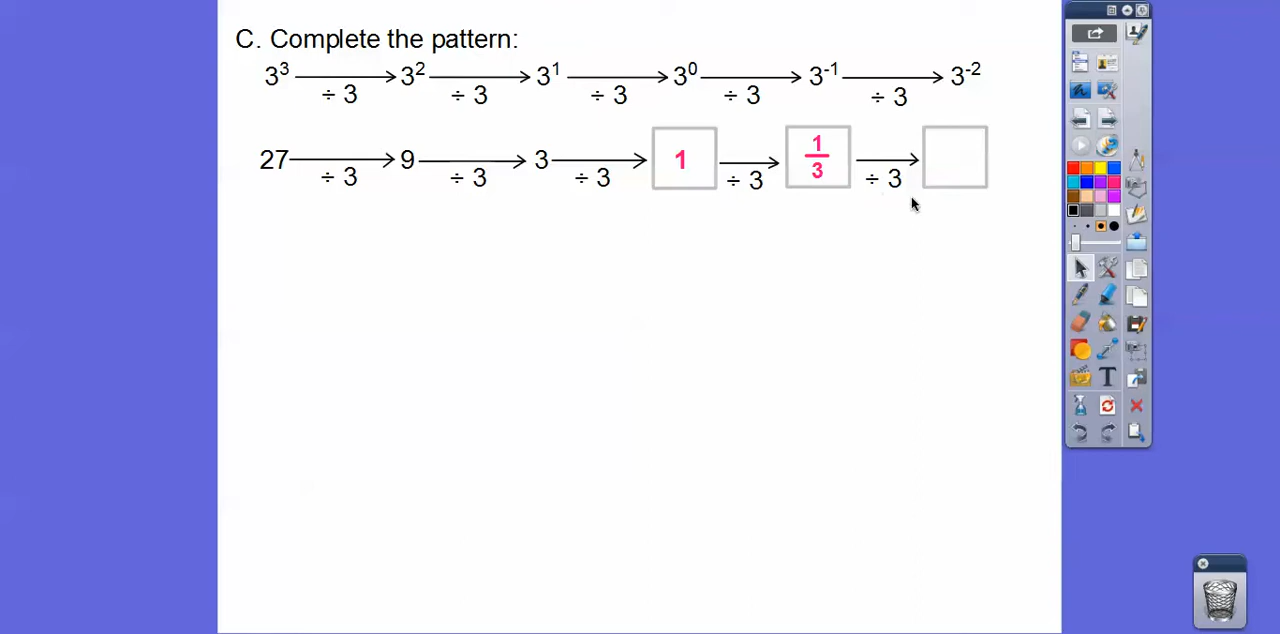 C. Complete the pattern:
3³ → 3² → 3¹ → 3⁰ → 3⁻¹ → 3⁻²
÷ 3 ÷ 3 ÷ 3 ÷ 3 ÷ 3
27 → 9 → 3 → 1 → 1/3 →
÷ 3 ÷ 3 ÷ 3 ÷ 3 ÷ 3